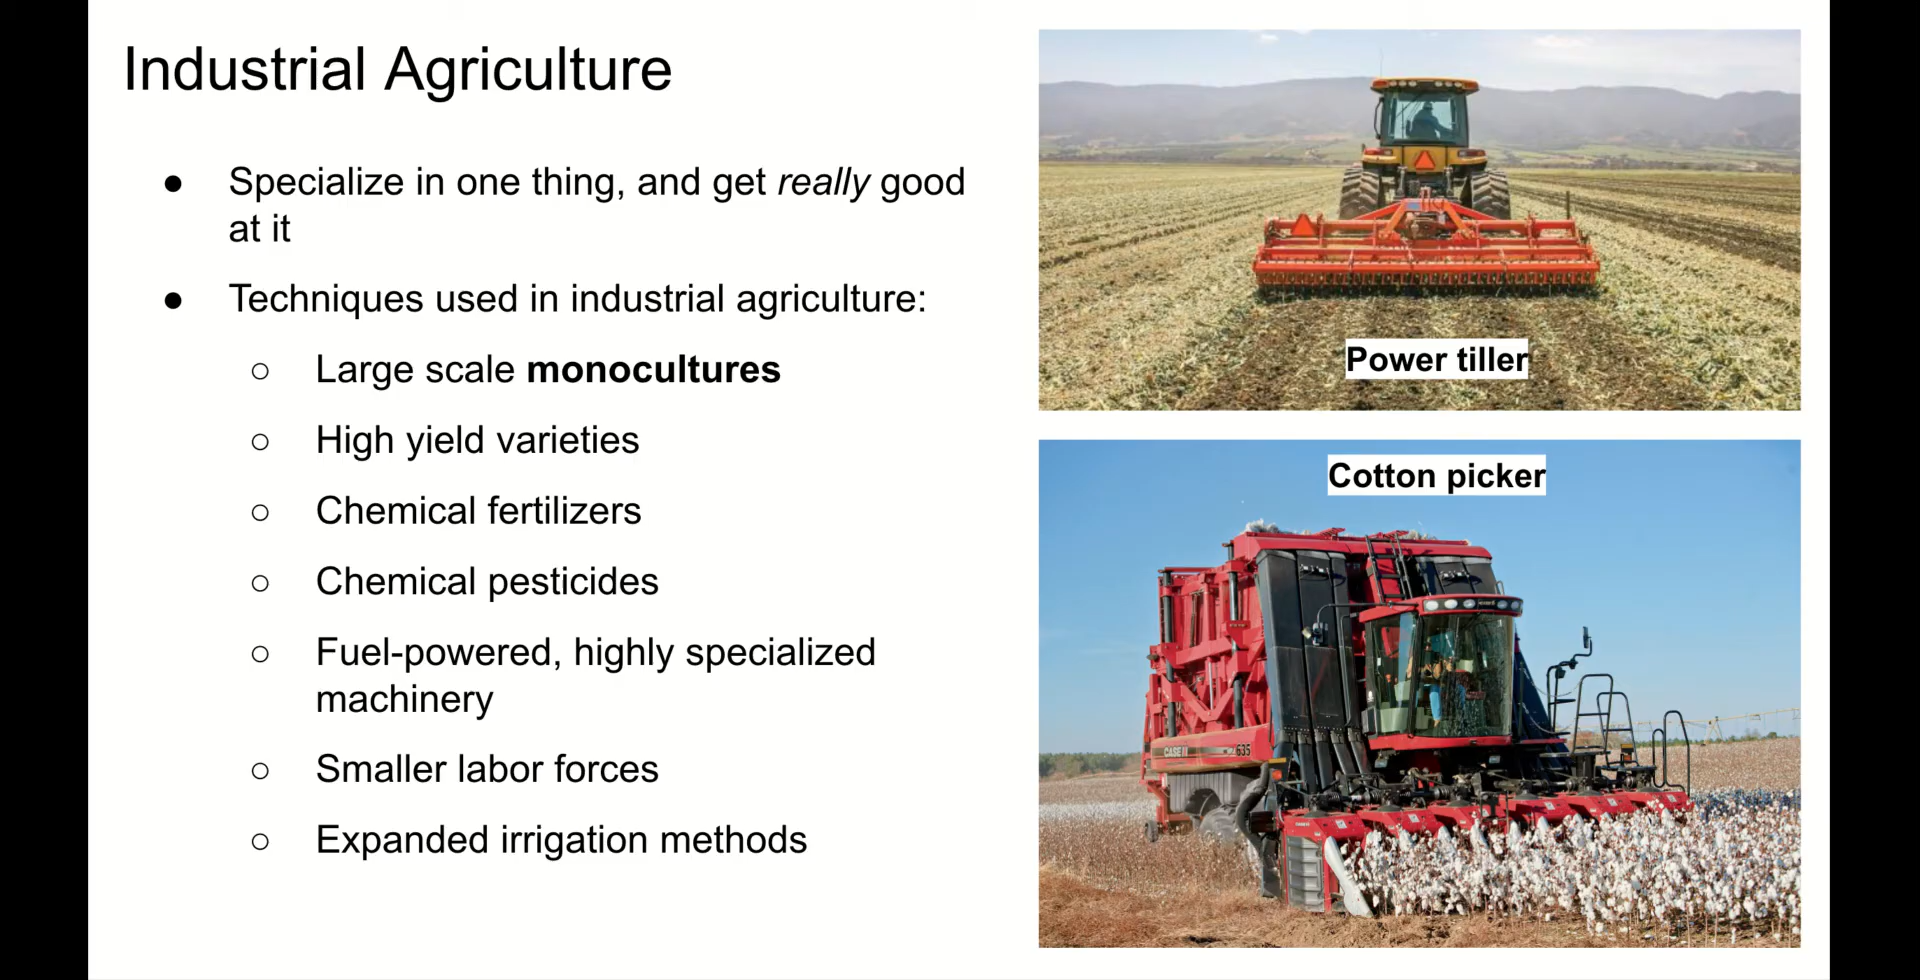 Industrial Agriculture
● Specialize in one thing, and get really good
at it
● Techniques used in industrial agriculture:
○ Large scale monocultures
○ High yield varieties
○ Chemical fertilizers
○ Chemical pesticides
○ Fuel-powered, highly specialized
machinery
○ Smaller labor forces
○ Expanded irrigation methods
Power tiller
Cotton picker
CASE
635